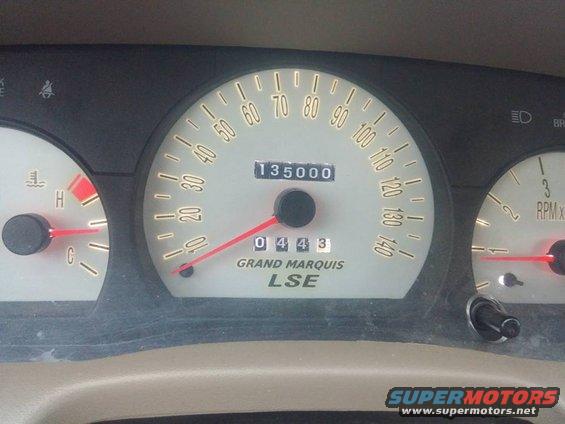 10 20 30 40 50 60 70 80 90 100 110 120 130 140
135000
0443
GRAND MARQUIS
LSE
H
C
1
2
3
RPM x
BR
SUPERMOTORS
www.supermotors.net